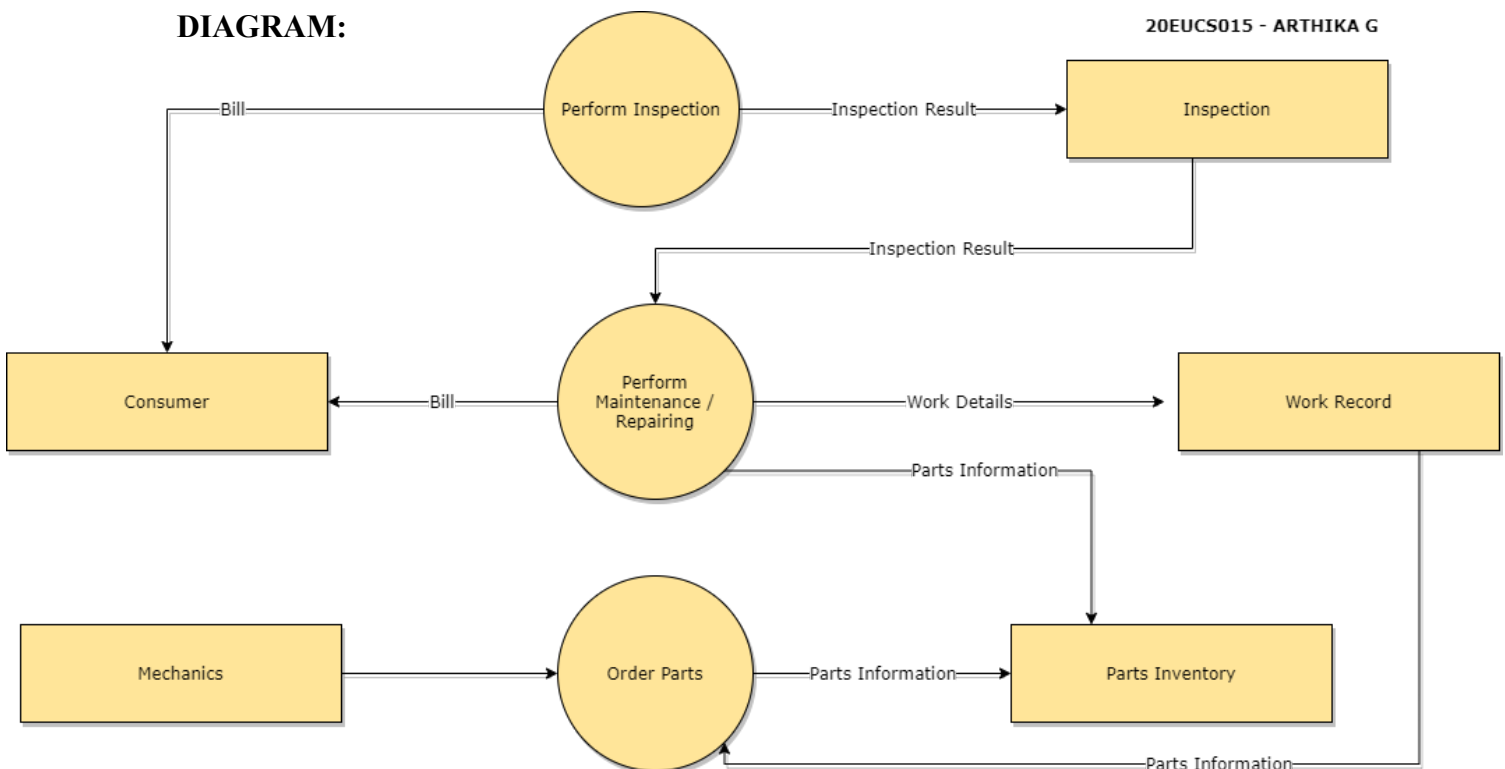 DIAGRAM:
20EUCS015 - ARTHIKA G
Bill
Perform Inspection
Inspection Result
Inspection
Inspection Result
Consumer
Bill
Perform
Maintenance /
Repairing
Work Details
Work Record
Parts Information
Mechanics
Order Parts
Parts Information
Parts Inventory
Parts Information